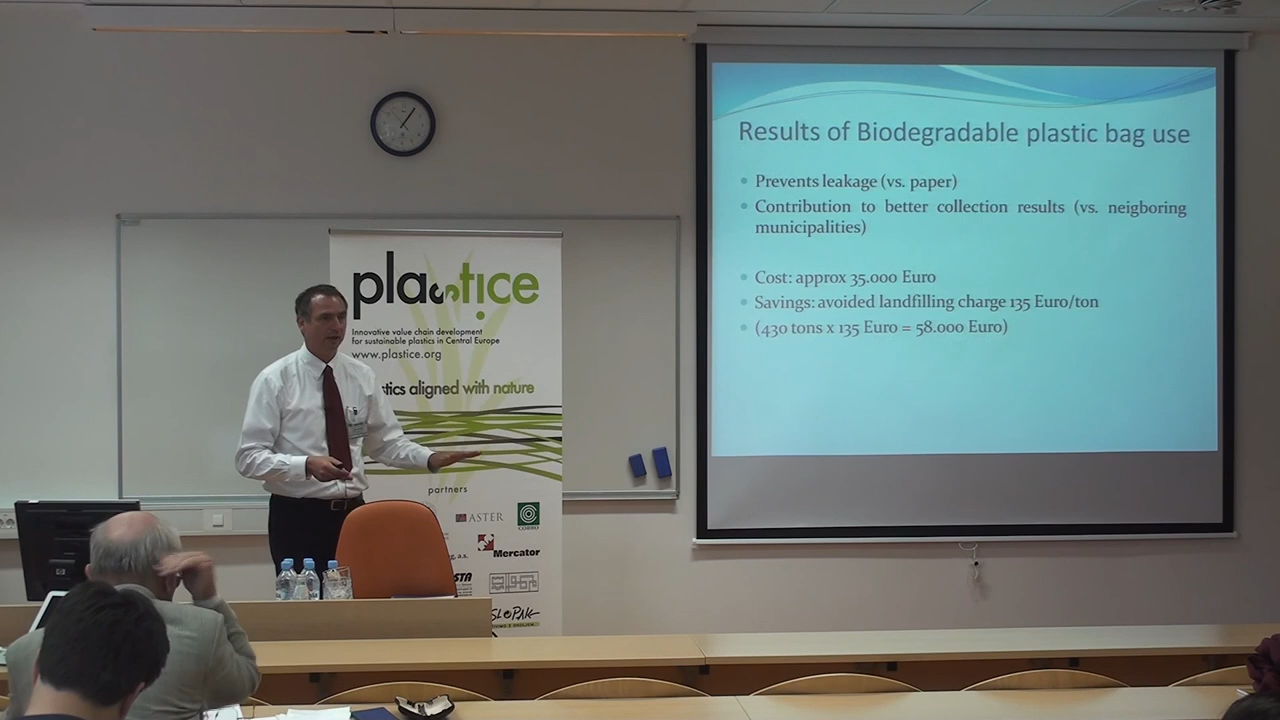 Results of Biodegradable plastic bag use
Prevents leakage (vs. paper)
Contribution to better collection results (vs. neigboring
municipalities)
Cost: approx 35.000 Euro
Savings: avoided landfilling charge 135 Euro/ton
(430 tons x 135 Euro = 58.000 Euro)
plastice
Innovative value chain development
for sustainable plastics in Central Europe
www.plastice.org
aligned with nature
partners
ASTER
Mercator